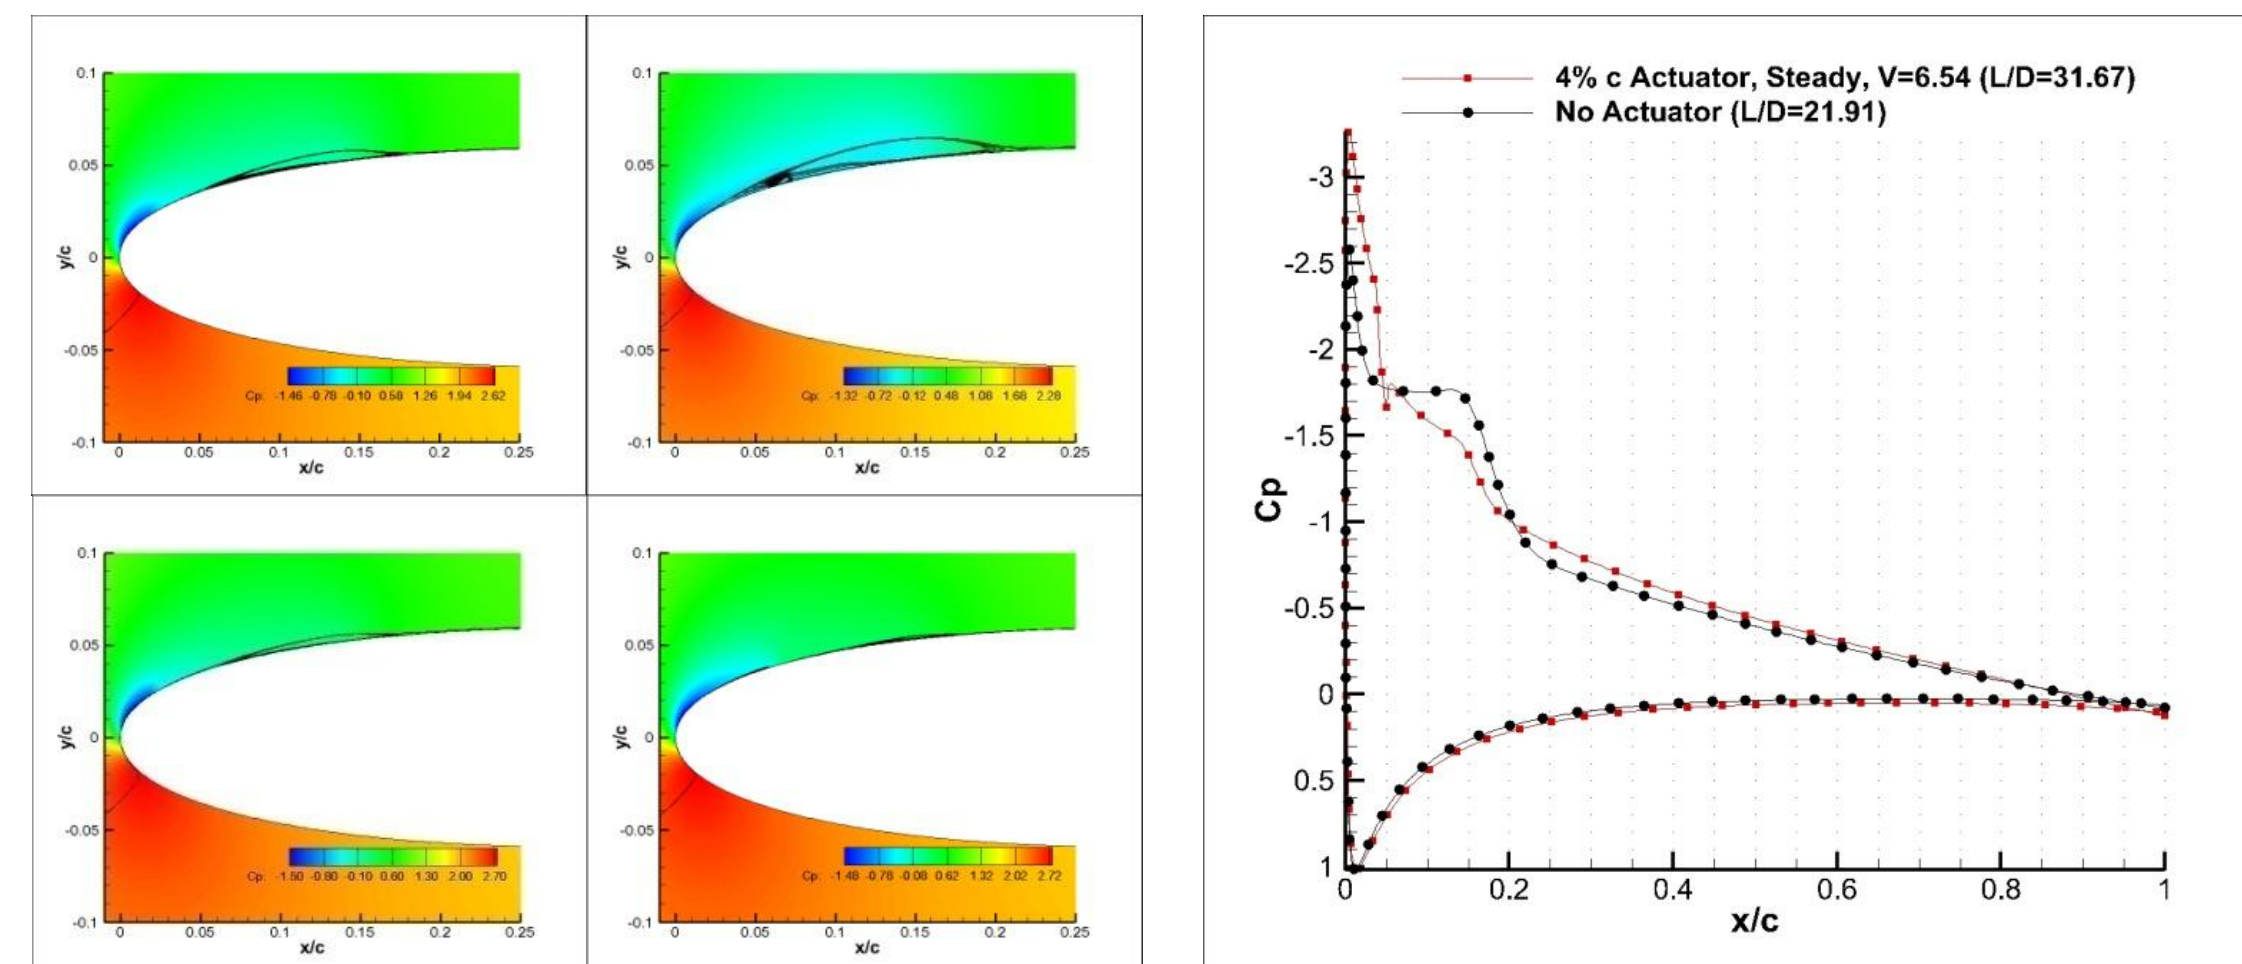 0.1
0.05
0
-0.05
-0.1
y/c
Cp: -1.46 -0.78 -0.10 0.58 1.26 1.94 2.62
0 0.05 0.1 0.15 0.2 0.25
x/c
0.1
0.05
0
-0.05
-0.1
y/c
Cp: -1.32 -0.72 -0.12 0.48 1.08 1.68 2.28
0 0.05 0.1 0.15 0.2 0.25
x/c
0.1
0.05
0
-0.05
-0.1
y/c
Cp: -1.50 -0.80 -0.10 0.60 1.30 2.00 2.70
0 0.05 0.1 0.15 0.2 0.25
x/c
0.1
0.05
0
-0.05
-0.1
y/c
Cp: -1.48 -0.78 -0.08 0.62 1.32 2.02 2.72
0 0.05 0.1 0.15 0.2 0.25
x/c
4% c Actuator, Steady, V=6.54 (L/D=31.67)
No Actuator (L/D=21.91)
-3
-2.5
-2
-1.5
-1
-0.5
0
0.5
1
Cp
0 0.2 0.4 0.6 0.8 1
x/c